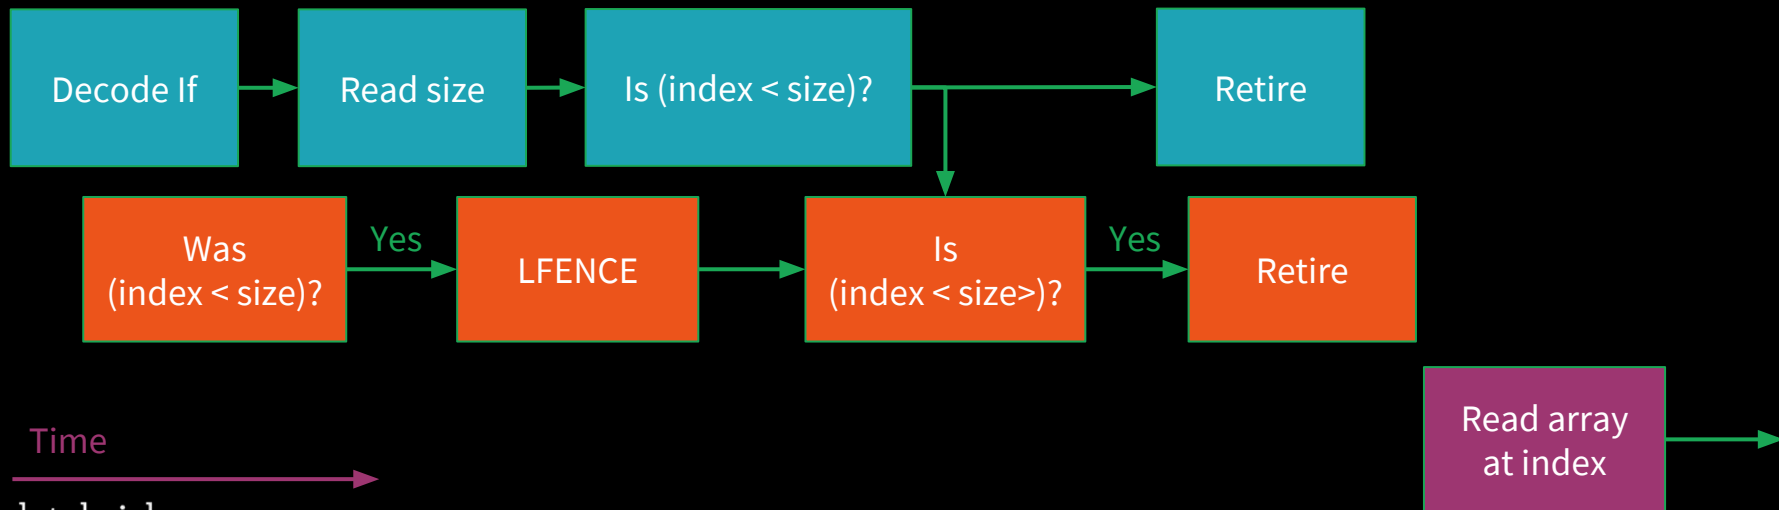 Decode If
Read size
Is (index < size)?
Retire
Was
(index < size)?
Yes
LFENCE
Is
(index < size>)?
Yes
Retire
Read array
at index
Time